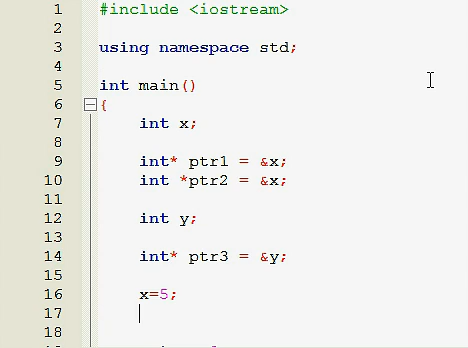 1 #include <iostream>
2
3 using namespace std;
4
5 int main()
6 {
7 int x;
8
9 int* ptr1 = &x;
10 int *ptr2 = &x;
11
12 int y;
13
14 int* ptr3 = &y;
15
16 x=5;
17
18